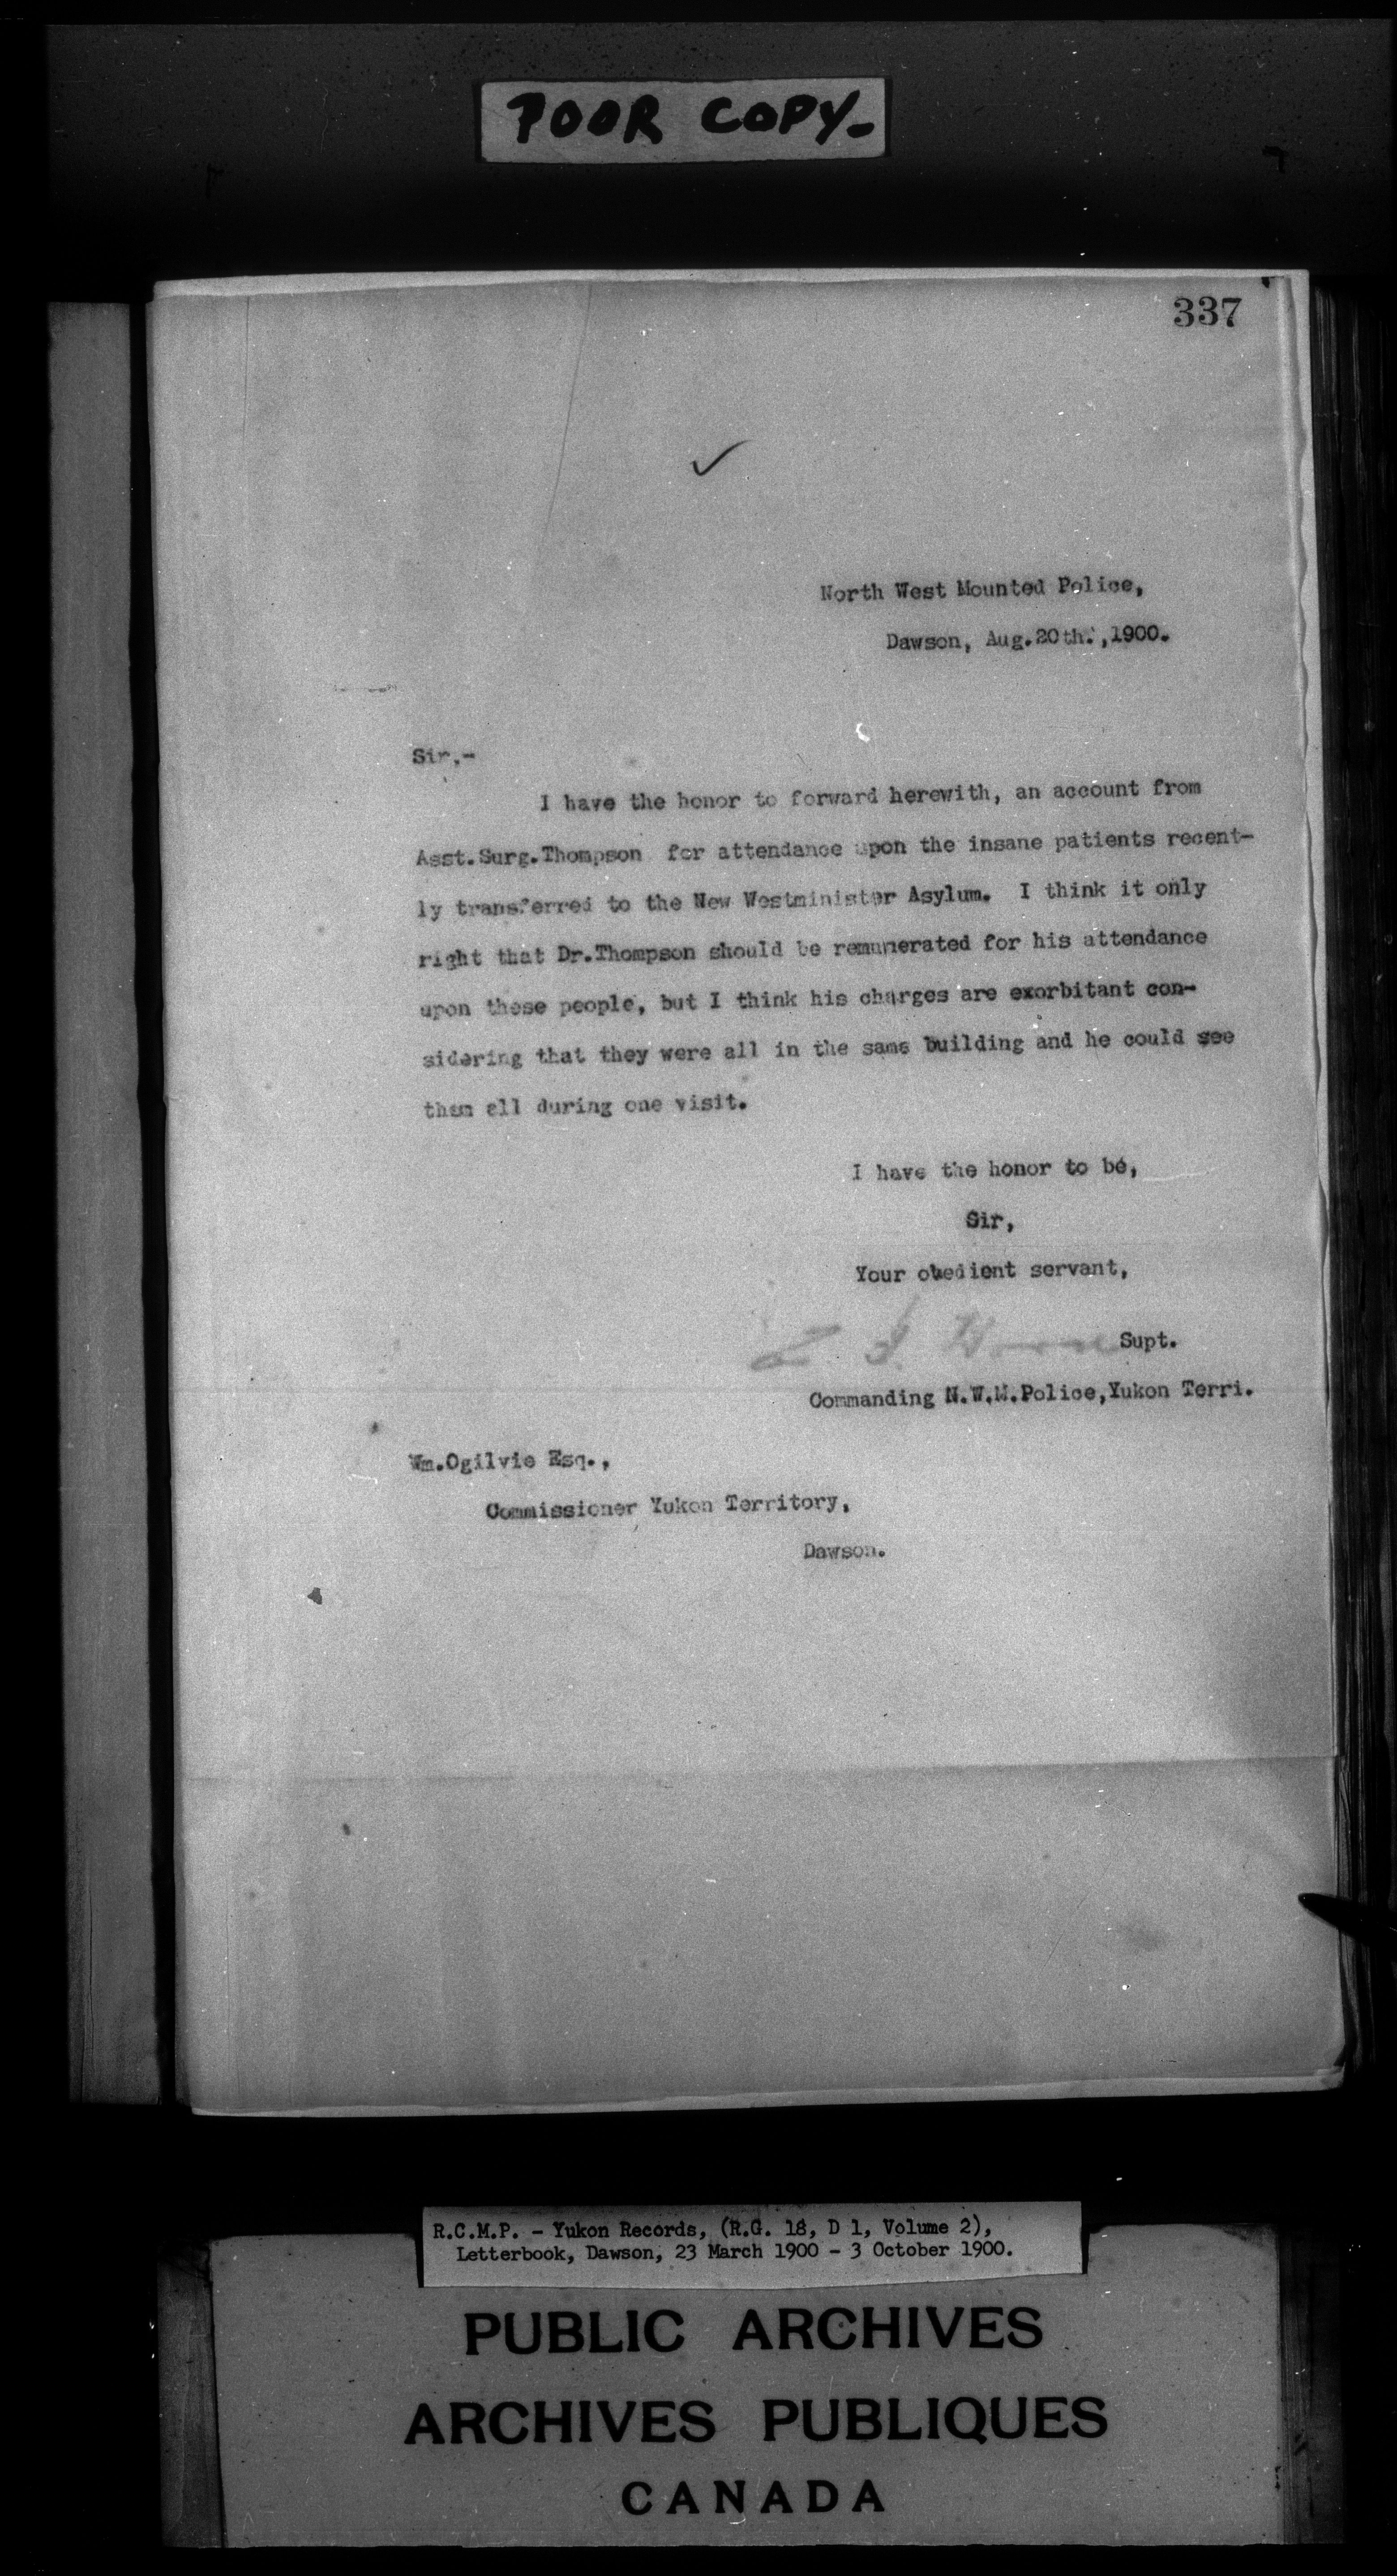 POOR COPY-
337
North West Mounted Police,
Dawson, Aug.20th.,1900.
Sir,-
I have the honor to forward herewith, an account from
Asst.Surg.Thompson for attendance upon the insane patients recent-
ly transferred to the New Westminister Asylum. I think it only
right that Dr.Thompson should be remunerated for his attendance
upon these people, but I think his charges are exorbitant con-
sidering that they were all in the same building and he could see
them all during one visit.
I have the honor to be,
Sir,
Your obedient servant,
Supt.
Commanding N.W.M.Police,Yukon Terri.
Wm.Ogilvie Esq.,
Commissioner Yukon Territory,
Dawson.
R.C.M.P. - Yukon Records, (R.G. 18, D 1, Volume 2),
Letterbook, Dawson, 23 March 1900 - 3 October 1900.
PUBLIC ARCHIVES
ARCHIVES PUBLIQUES
CANADA